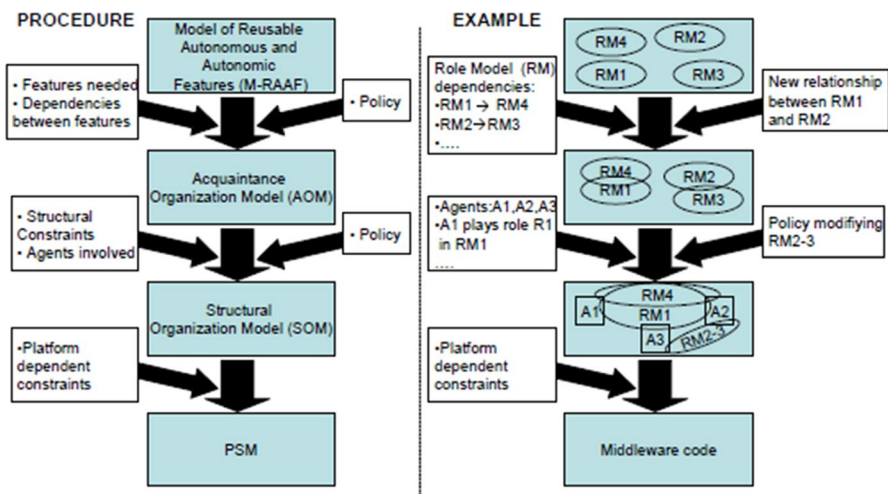 PROCEDURE
Model of Reusable
Autonomous and
Autonomic
Features (M-RAAF)
• Features needed
• Dependencies
between features
• Policy
Acquaintance
Organization Model (AOM)
• Structural
Constraints
• Agents involved
• Policy
Structural
Organization Model (SOM)
•Platform
dependent
constraints
PSM
EXAMPLE
RM4
RM2
RM1
RM3
Role Model (RM)
dependencies:
•RM1→ RM4
•RM2→RM3
•....
New relationship
between RM1
and RM2
RM4
RM1
RM2
RM3
•Agents:A1,A2,A3
•A1 plays role R1
in RM1
....
Policy modifiying
RM2-3
RM4
A1
RM1
A2
A3
RM2-3
•Platform
dependent
constraints
Middleware code